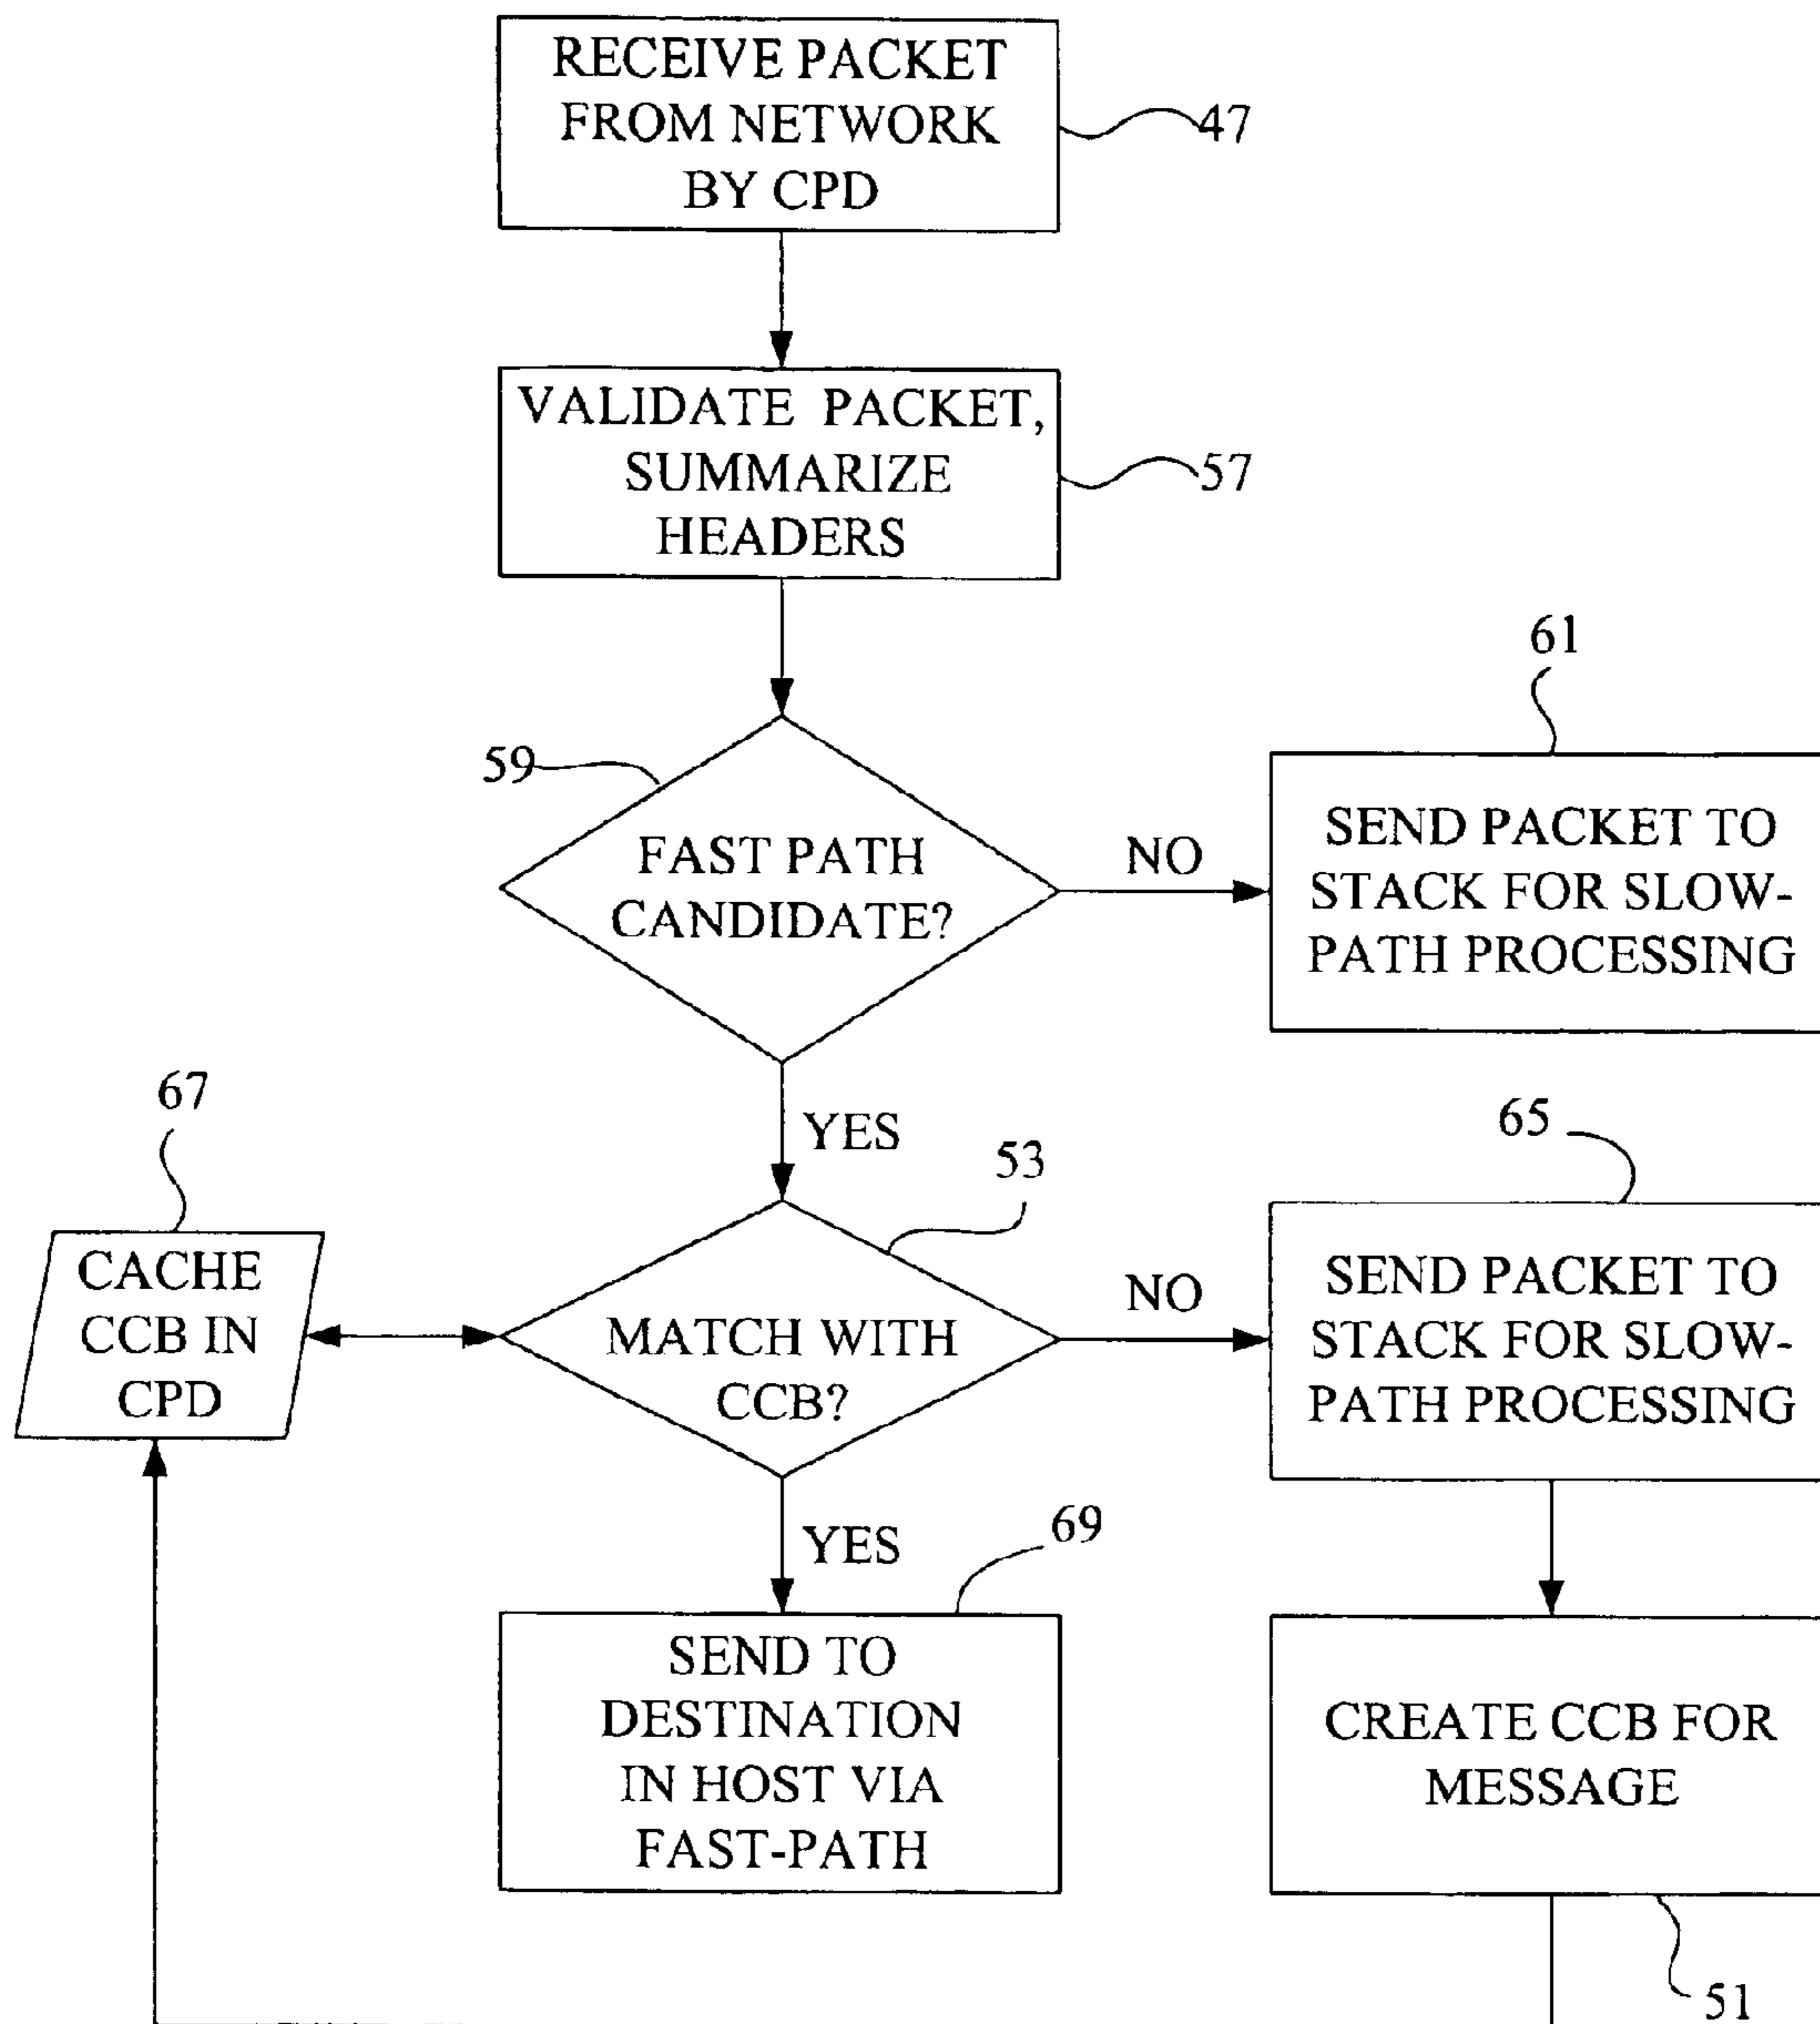 RECEIVE PACKET
FROM NETWORK
BY CPD
47
VALIDATE PACKET,
SUMMARIZE
HEADERS
57
59
FAST PATH
CANDIDATE?
NO
61
SEND PACKET TO
STACK FOR SLOW-
PATH PROCESSING
YES
67
CACHE
CCB IN
CPD
53
MATCH WITH
CCB?
NO
65
SEND PACKET TO
STACK FOR SLOW-
PATH PROCESSING
YES
69
SEND TO
DESTINATION
IN HOST VIA
FAST-PATH
CREATE CCB FOR
MESSAGE
51